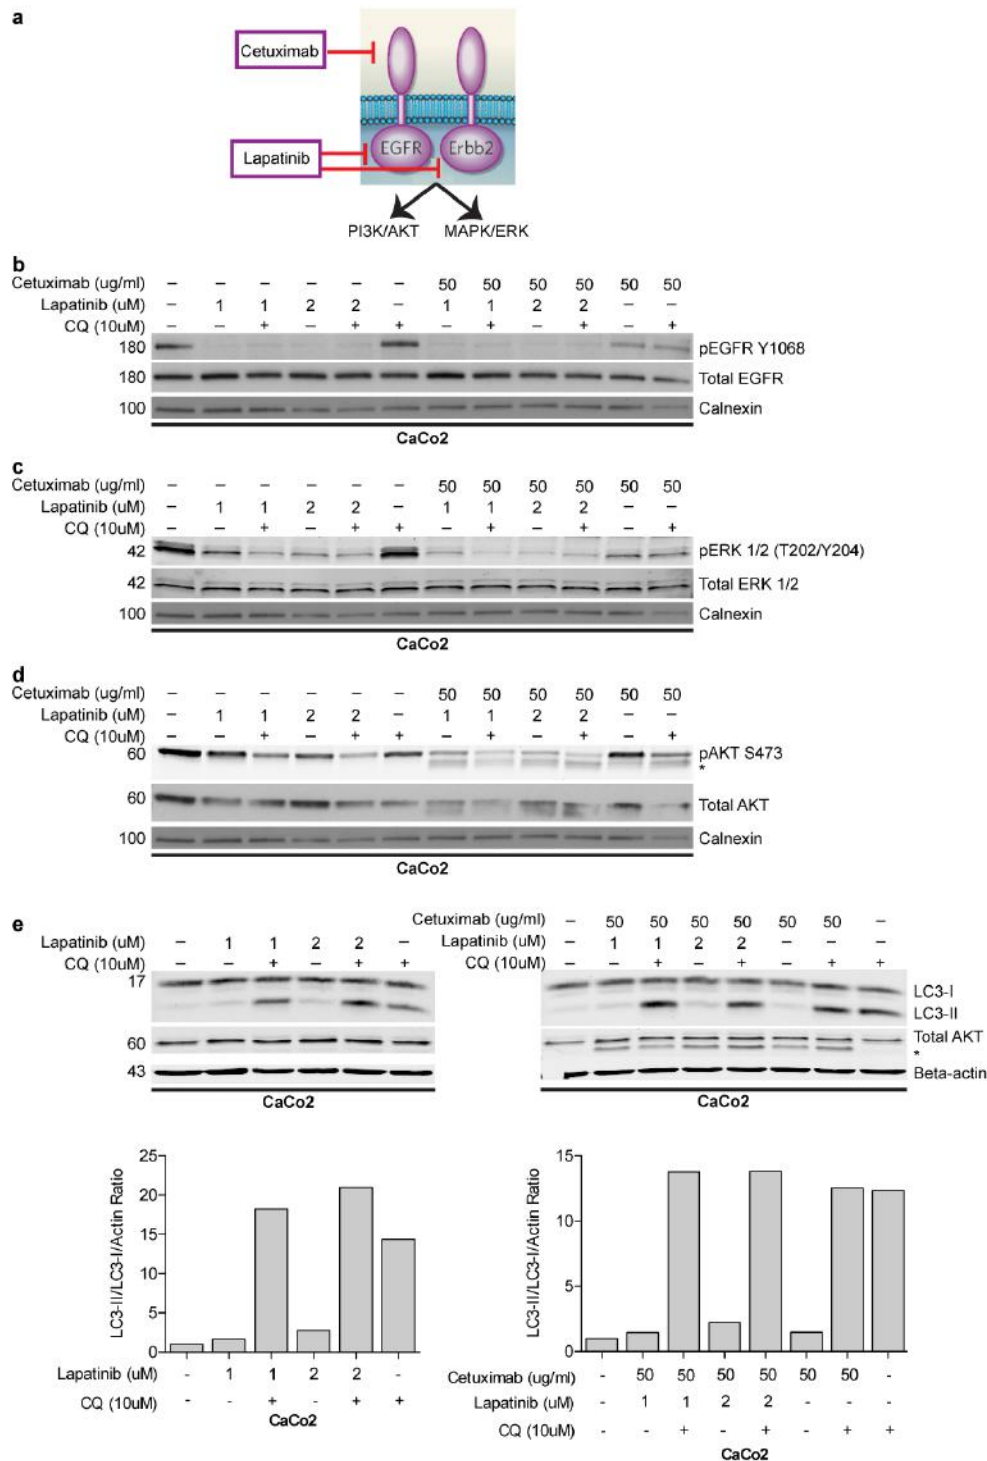 a
Cetuximab
Lapatinib
EGFR Erbb2
PI3K/AKT MAPK/ERK
b
Cetuximab (ug/ml) – – – – – – 50 50 50 50 50 50
Lapatinib (uM) – 1 1 2 2 – 1 1 2 2 – –
CQ (10uM) – – + – + + – + – + – +
180 pEGFR Y1068
180 Total EGFR
100 Calnexin
CaCo2
c
Cetuximab (ug/ml) – – – – – – 50 50 50 50 50 50
Lapatinib (uM) – 1 1 2 2 – 1 1 2 2 – –
CQ (10uM) – – + – + + – + – + – +
42 pERK 1/2 (T202/Y204)
42 Total ERK 1/2
100 Calnexin
CaCo2
d
Cetuximab (ug/ml) – – – – – – 50 50 50 50 50 50
Lapatinib (uM) – 1 1 2 2 – 1 1 2 2 – –
CQ (10uM) – – + – + + – + – + – +
60 pAKT S473
*
60 Total AKT
100 Calnexin
CaCo2
e
Lapatinib (uM) – 1 1 2 2 –
CQ (10uM) – – + – + +
17
60
43
CaCo2
Cetuximab (ug/ml) – 50 50 50 50 50 50 –
Lapatinib (uM) – 1 1 2 2 – – –
CQ (10uM) – – + – + – + +
LC3-I
LC3-II
Total AKT
*
Beta-actin
CaCo2
LC3-II/LC3-I/Actin Ratio
25
20
15
10
5
0
Lapatinib (uM) - 1 1 2 2 -
CQ (10uM) - - + - + +
CaCo2
LC3-II/LC3-I/Actin Ratio
15
10
5
0
Cetuximab (ug/ml) - 50 50 50 50 50 50 -
Lapatinib (uM) - 1 1 2 2 - - -
CQ (10uM) - - + - + - + +
CaCo2